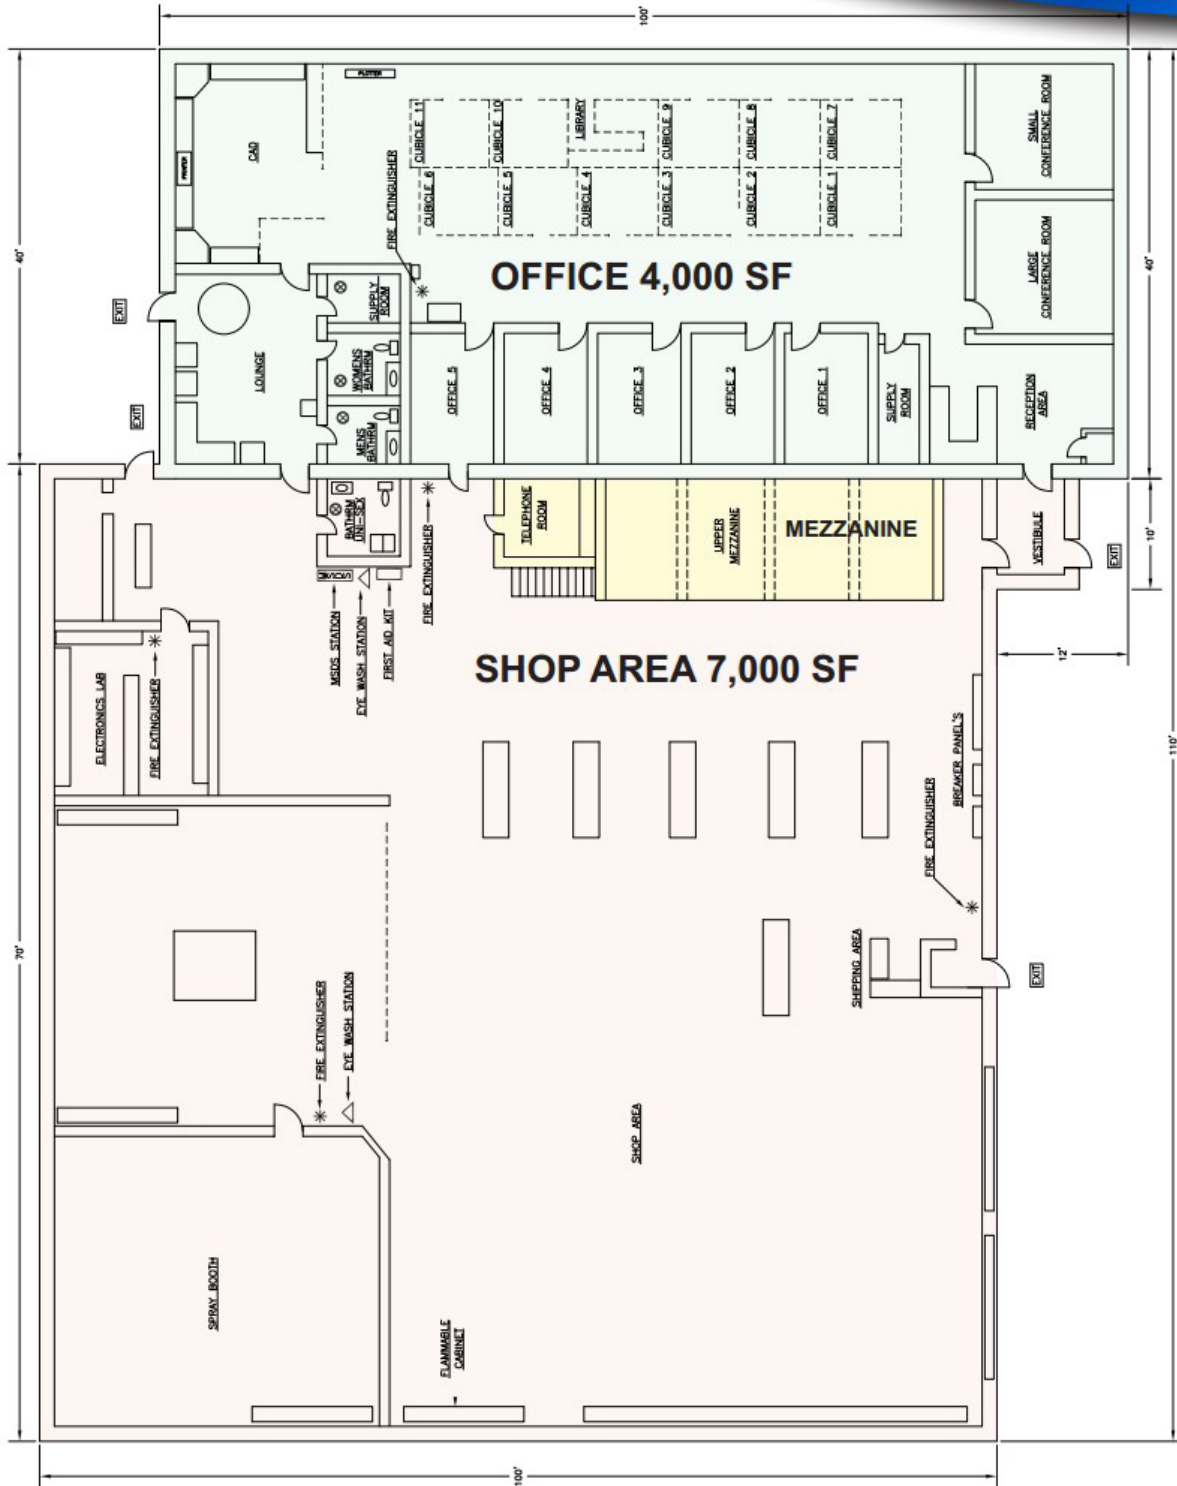 100'
40'
PLOTTER
PRINTER
CAD
CUBICLE 11
CUBICLE 10
LIBRARY
CUBICLE 9
CUBICLE 8
CUBICLE 7
SMALL
CONFERENCE ROOM
CUBICLE 6
CUBICLE 5
CUBICLE 4
CUBICLE 3
CUBICLE 2
CUBICLE 1
FIRE EXTINGUISHER
LARGE
CONFERENCE ROOM
40'
OFFICE 4,000 SF
EXIT
SUPPLY
ROOM
LOUNGE
WOMENS
BATHRM
MENS
BATHRM
OFFICE 5
OFFICE 4
OFFICE 3
OFFICE 2
OFFICE 1
SUPPLY
ROOM
RECEPTION
AREA
EXIT
BATHRM
UNI-SEX
TELEPHONE
ROOM
UPPER
MEZZANINE
MEZZANINE
VESTIBULE
EXIT
10'
MSDS STATION
EYE WASH STATION
FIRST AID KIT
FIRE EXTINGUISHER
SHOP AREA 7,000 SF
12'
ELECTRONICS LAB
FIRE EXTINGUISHER
BREAKER PANEL'S
FIRE EXTINGUISHER
110'
70'
SHIPPING AREA
EXIT
FIRE EXTINGUISHER
EYE WASH STATION
SHOP AREA
SPRAY BOOTH
FLAMMABLE
CABINET
100'